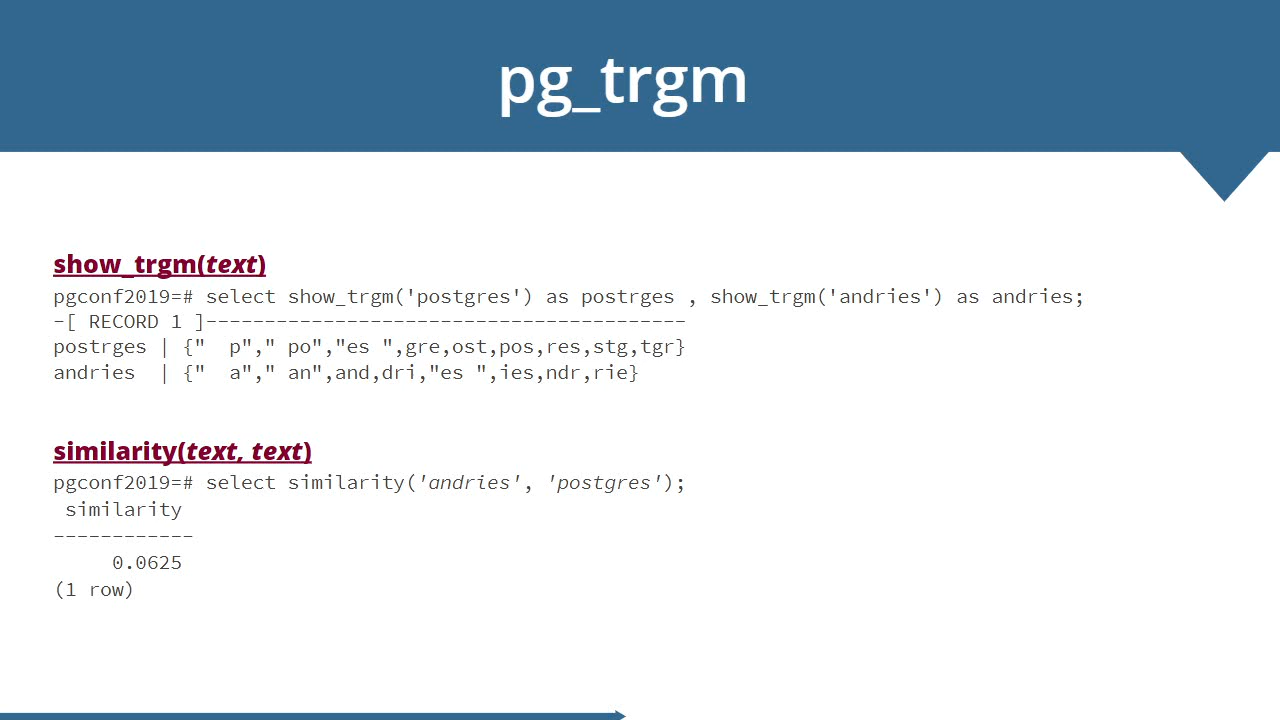 pg_trgm
show_trgm(text)
pgconf2019=# select show_trgm('postgres') as postrges , show_trgm('andries') as andries;
-[ RECORD 1 ]-----------------------------------------
postrges | {"  p"," po","es ",gre,ost,pos,res,stg,tgr}
andries  | {"  a"," an",and,dri,"es ",ies,ndr,rie}
similarity(text, text)
pgconf2019=# select similarity('andries', 'postgres');
 similarity
------------
     0.0625
(1 row)